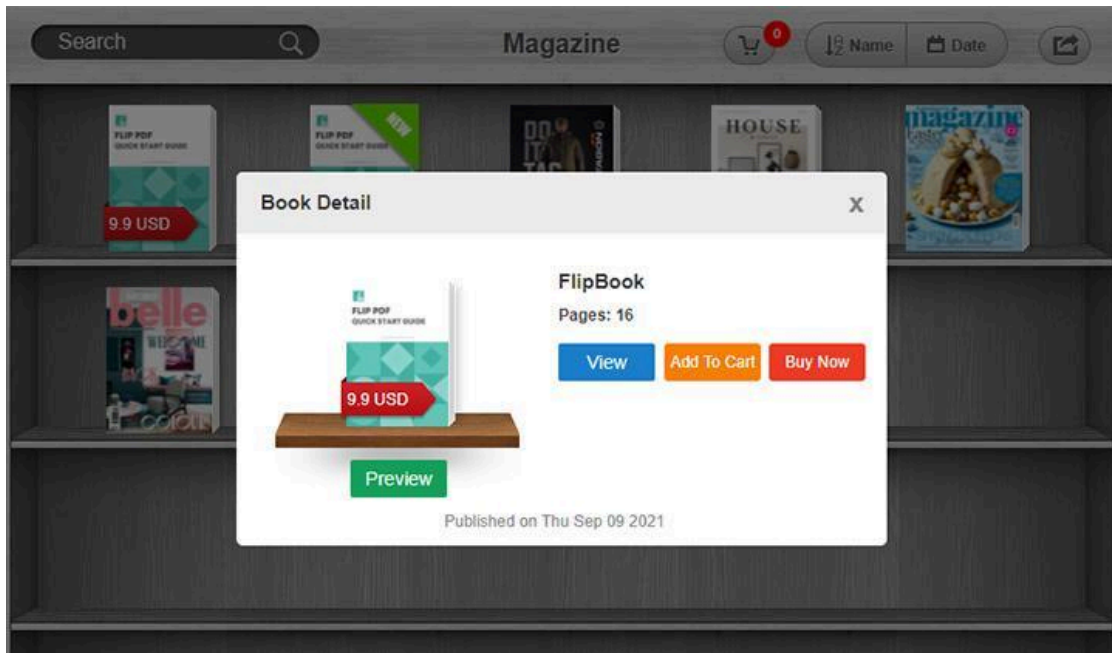 Search
Magazine
0
Name
Date
FLIP PDF
QUICK START GUIDE
9.9 USD
FLIP PDF
QUICK START GUIDE
NEW
HOUSE
magazine
Easter
belle
Book Detail
X
FLIP PDF
QUICK START GUIDE
9.9 USD
Preview
FlipBook
Pages: 16
View
Add To Cart
Buy Now
Published on Thu Sep 09 2021